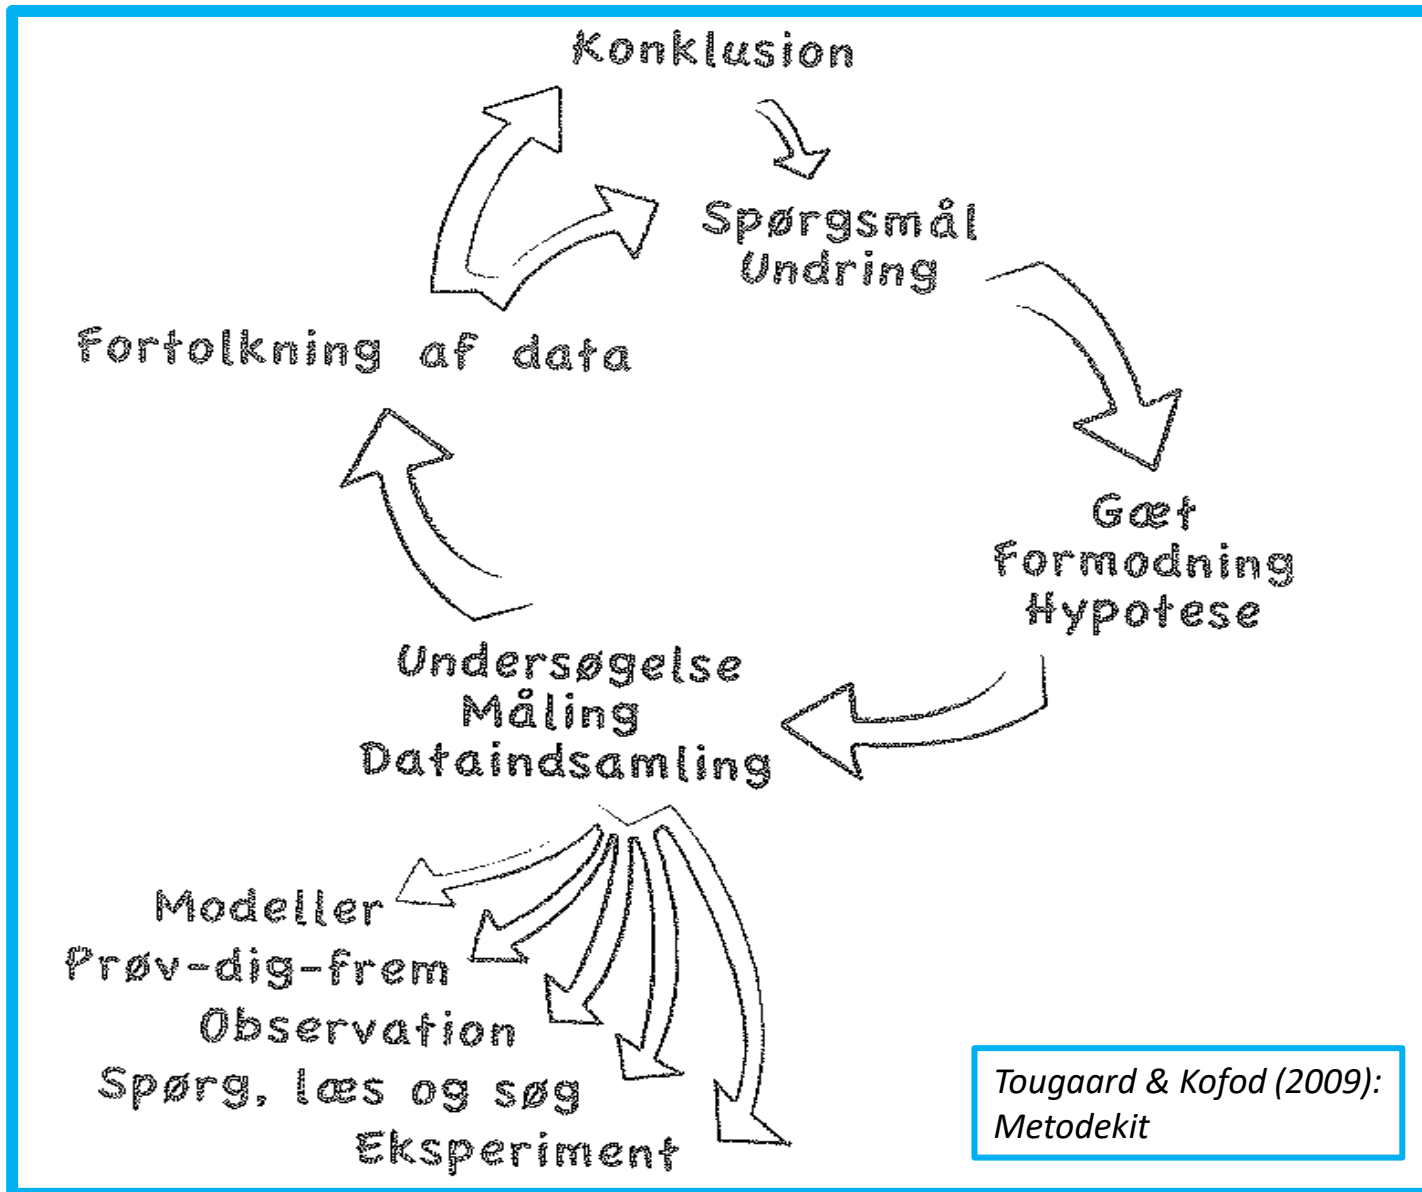 Konklusion
Spørgsmål
Undring
Fortolkning af data
Gæt
Formodning
Hypotese
Undersøgelse
Måling
Dataindsamling
Modeller
Prøv-dig-frem
Observation
Spørg, læs og søg
Eksperiment
Tougaard & Kofod (2009):
Metodekit